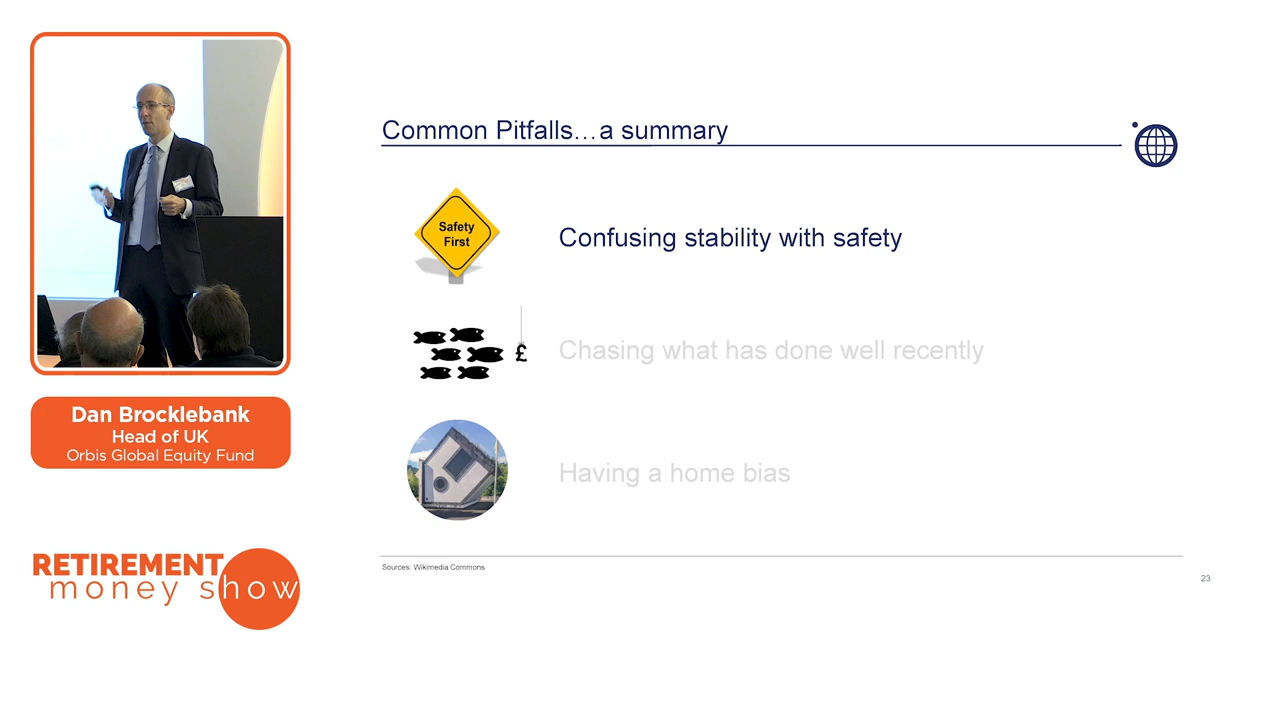 Common Pitfalls…a summary
Safety
First
Confusing stability with safety
£
Chasing what has done well recently
Having a home bias
Sources: Wikimedia Commons
23
Dan Brocklebank
Head of UK
Orbis Global Equity Fund
RETIREMENT
money show